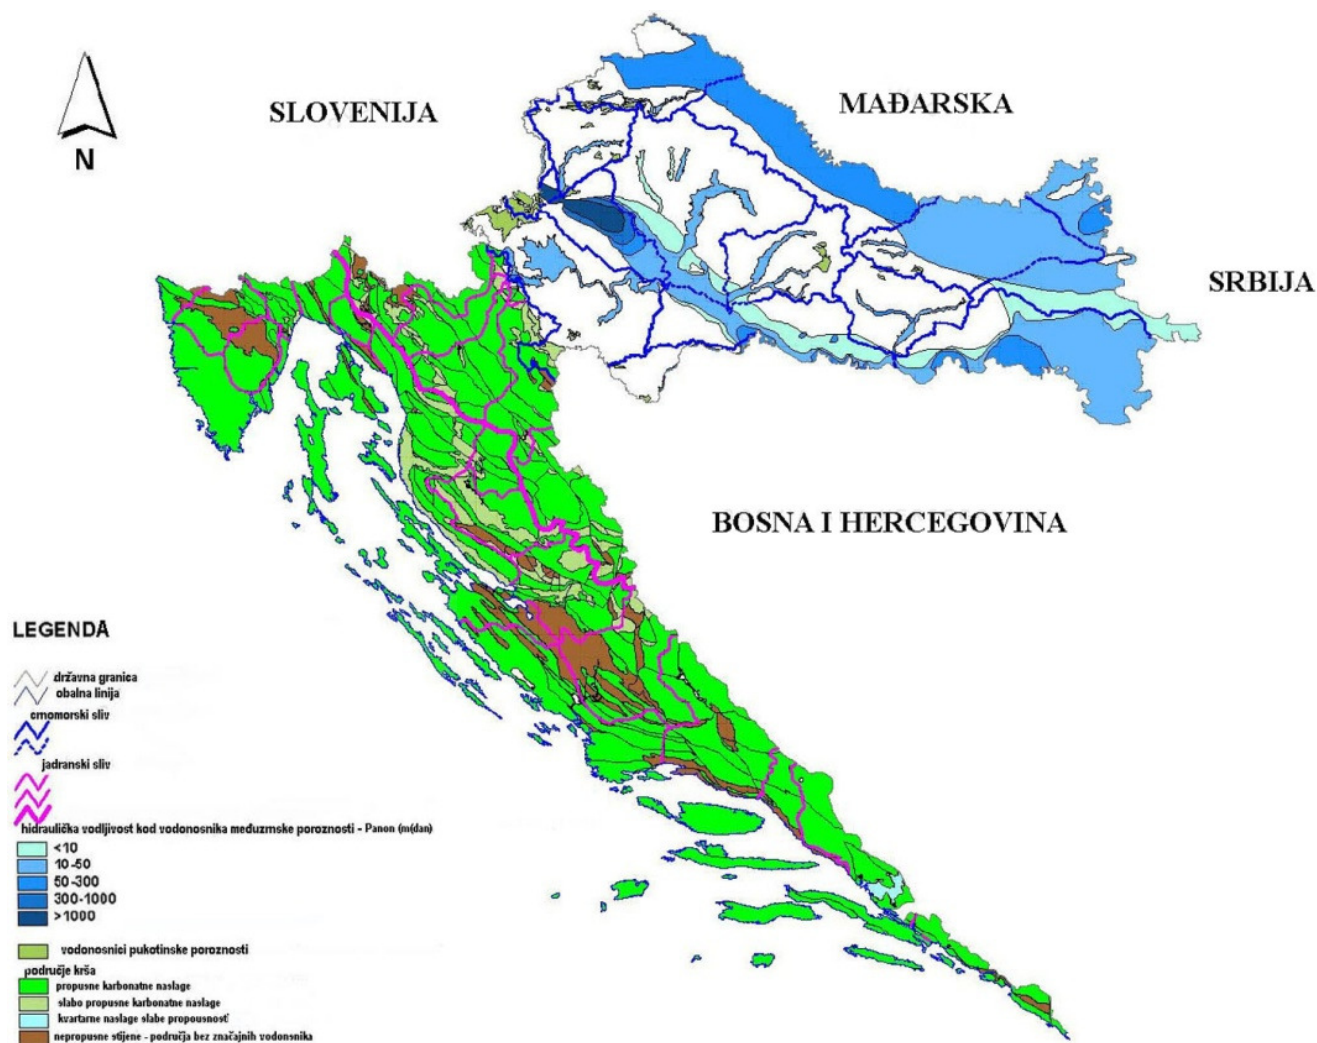 SLOVENIJA
MAĐARSKA
N
SRBIJA
BOSNA I HERCEGOVINA
LEGENDA
državna granica
obalna linija
crnomorski sliv
jadranski sliv
hidraulička vodljivost kod vodonosnika međuzrnske poroznosti - Panon (m(dan)
<10
10-50
50-300
300-1000
>1000
vodonosnici pukotinske poroznosti
područje krša
propusne karbonatne naslage
slabo propusne karbonatne naslage
kvartarne naslage slabe propousnosť
nepropusne stijene - područja bez značajnih vodonsnika